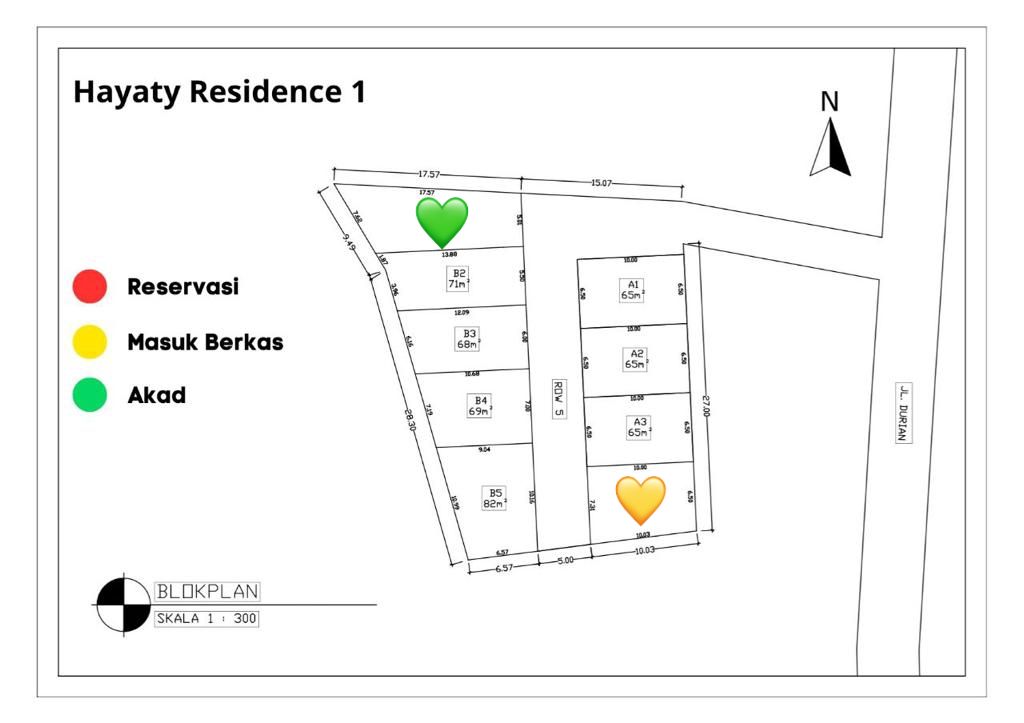 Hayaty Residence 1
N
17.57
15.07
17.57
7.62
9.49
5.01
1.87
13.80
B2
71m²
5.50
3.96
12.09
B3
68m²
6.00
6.16
10.68
B4
69m²
7.00
7.19
28.30
9.04
B5
82m²
10.16
10.99
6.57
6.57
5.00
10.03
10.03
ROW 5
10.00
A1
65m²
6.50
6.50
10.00
A2
65m²
6.50
6.50
10.00
A3
65m²
6.50
6.50
10.00
7.31
6.50
27.00
JL. DURIAN
Reservasi
Masuk Berkas
Akad
BLOKPLAN
SKALA 1 : 300